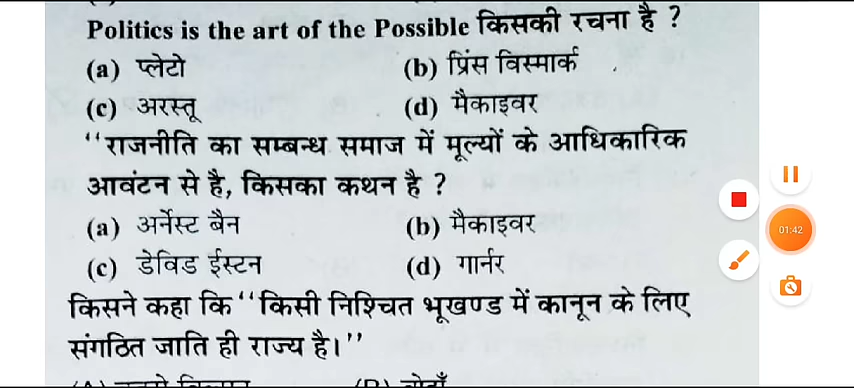 Politics is the art of the Possible किसकी रचना है ?
(a) प्लेटो (b) प्रिंस विस्मार्क
(c) अरस्तू (d) मैकाइवर
‘‘राजनीति का सम्बन्ध समाज में मूल्यों के आधिकारिक
आवंटन से है, किसका कथन है ?
(a) अर्नेस्ट बैन (b) मैकाइवर
(c) डेविड ईस्टन (d) गार्नर
किसने कहा कि ‘‘किसी निश्चित भूखण्ड में कानून के लिए
संगठित जाति ही राज्य है।’’
01:42